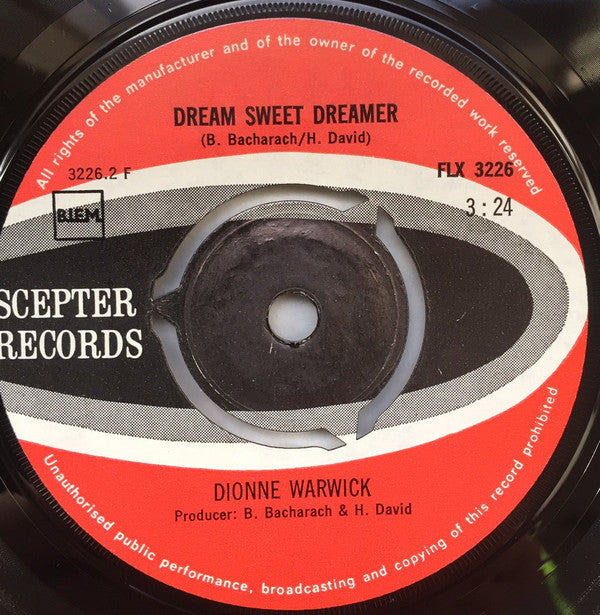 All rights of the manufacturer and of the owner of the recorded work reserved
DREAM SWEET DREAMER
(B. Bacharach/H. David)
3226.2 F
FLX 3226
B.I.E.M.
3 : 24
SCEPTER
RECORDS
DIONNE WARWICK
Producer: B. Bacharach & H. David
Unauthorised public performance, broadcasting and copying of this record prohibited